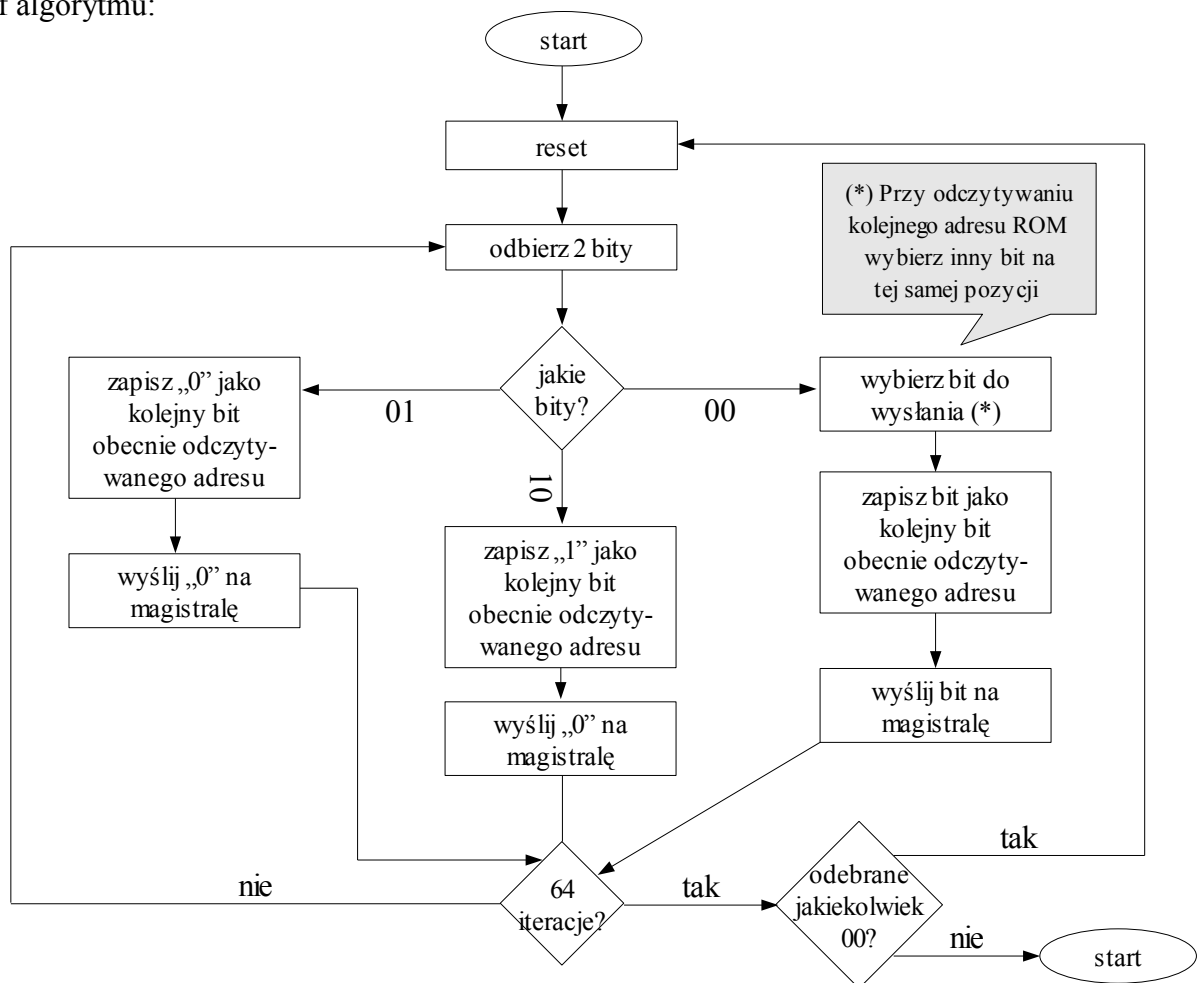 f algorytmu:
start
reset
odbierz 2 bity
(*) Przy odczytywaniu
kolejnego adresu ROM
wybierz inny bit na
tej samej pozycji
jakie
bity?
01
10
00
zapisz „0” jako
kolejny bit
obecnie odczyty-
wanego adresu
wyślij „0” na
magistralę
zapisz „1” jako
kolejny bit
obecnie odczyty-
wanego adresu
wyślij „0” na
magistralę
wybierz bit do
wysłania (*)
zapisz bit jako
kolejny bit
obecnie odczyty-
wanego adresu
wyślij bit na
magistralę
64
iteracje?
nie
tak
odebrane
jakiekolwiek
00?
tak
nie
start